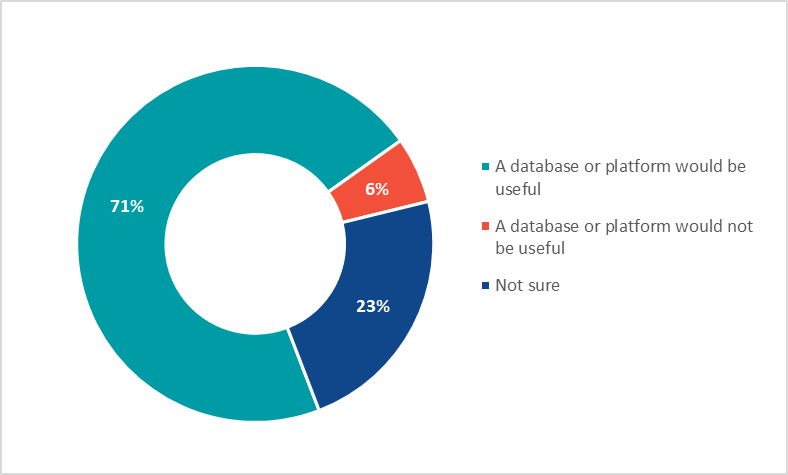 71%
6%
23%
A database or platform would be
useful
A database or platform would not
be useful
Not sure